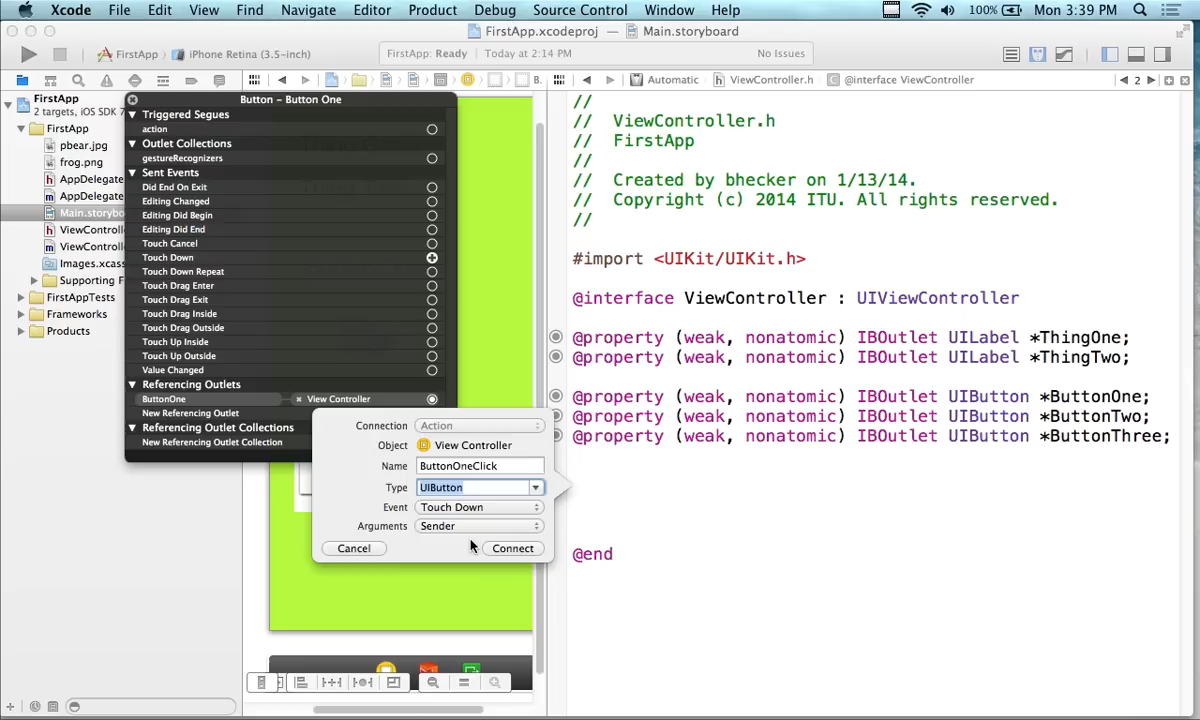 Xcode File Edit View Find Navigate Editor Product Debug Source Control Window Help 100% Mon 3:39 PM
FirstApp.xcodeproj — Main.storyboard
FirstApp iPhone Retina (3.5-inch) FirstApp: Ready Today at 2:14 PM No Issues
B. Automatic ViewController.h @interface ViewController 2
FirstApp
2 targets, iOS SDK 7
FirstApp
pbear.jpg
frog.png
AppDelegate
AppDelegate
Main.storybo
ViewControll
ViewControll
Images.xcass
Supporting F
FirstAppTests
Frameworks
Products
Button – Button One
Triggered Segues
action
Outlet Collections
gestureRecognizers
Sent Events
Did End On Exit
Editing Changed
Editing Did Begin
Editing Did End
Touch Cancel
Touch Down
Touch Down Repeat
Touch Drag Enter
Touch Drag Exit
Touch Drag Inside
Touch Drag Outside
Touch Up Inside
Touch Up Outside
Value Changed
Referencing Outlets
ButtonOne View Controller
New Referencing Outlet
Referencing Outlet Collections
New Referencing Outlet Collection
Connection Action
Object View Controller
Name ButtonOneClick
Type UIButton
Event Touch Down
Arguments Sender
Cancel Connect
//
// ViewController.h
// FirstApp
//
// Created by bhecker on 1/13/14.
// Copyright (c) 2014 ITU. All rights reserved.
//
#import <UIKit/UIKit.h>
@interface ViewController : UIViewController
@property (weak, nonatomic) IBOutlet UILabel *ThingOne;
@property (weak, nonatomic) IBOutlet UILabel *ThingTwo;
@property (weak, nonatomic) IBOutlet UIButton *ButtonOne;
@property (weak, nonatomic) IBOutlet UIButton *ButtonTwo;
@property (weak, nonatomic) IBOutlet UIButton *ButtonThree;
@end